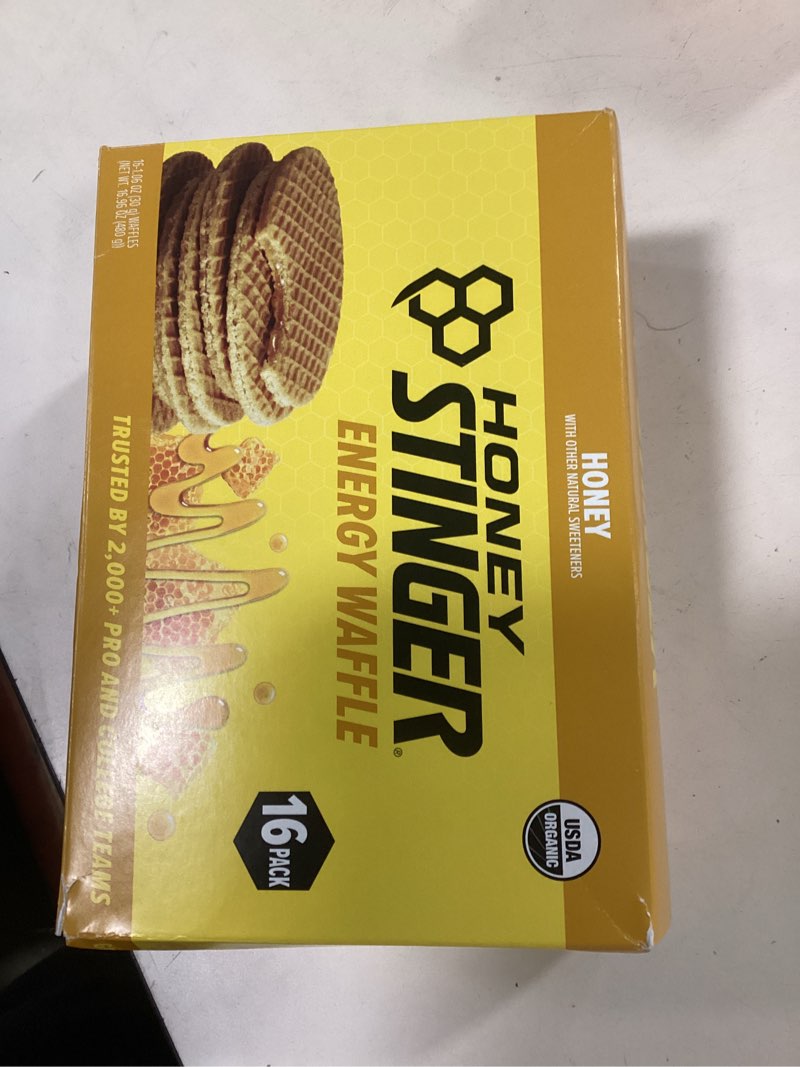 HONEY
WITH OTHER NATURAL SWEETENERS
USDA
ORGANIC
HONEY
STINGER®
ENERGY WAFFLE
16 PACK
16-1.06 OZ (30 g) WAFFLES
(NET WT. 16.96 OZ (480 g))
TRUSTED BY 2,000+ PRO AND COLLEGE TEAMS